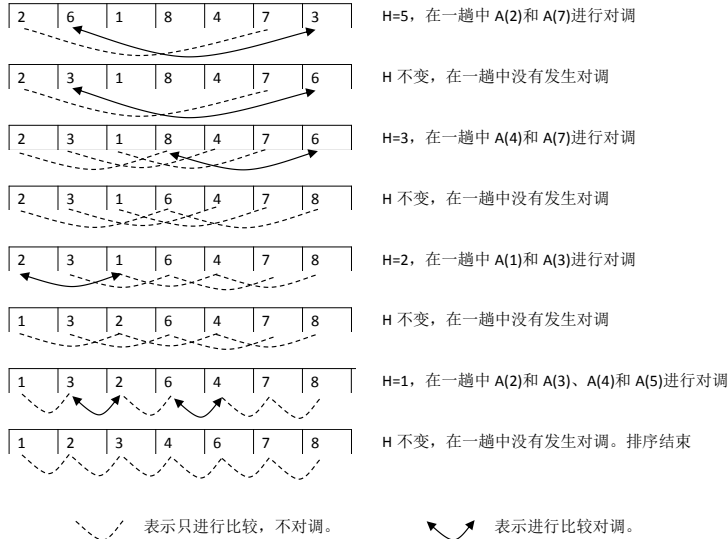 2 6 1 8 4 7 3 H=5，在一趟中 A(2)和 A(7)进行对调
2 3 1 8 4 7 6 H 不变，在一趟中没有发生对调
2 3 1 8 4 7 6 H=3，在一趟中 A(4)和 A(7)进行对调
2 3 1 6 4 7 8 H 不变，在一趟中没有发生对调
2 3 1 6 4 7 8 H=2，在一趟中 A(1)和 A(3)进行对调
1 3 2 6 4 7 8 H 不变，在一趟中没有发生对调
1 3 2 6 4 7 8 H=1，在一趟中 A(2)和 A(3)、A(4)和 A(5)进行对调
1 2 3 4 6 7 8 H 不变，在一趟中没有发生对调。排序结束
表示只进行比较，不对调。 表示进行比较对调。